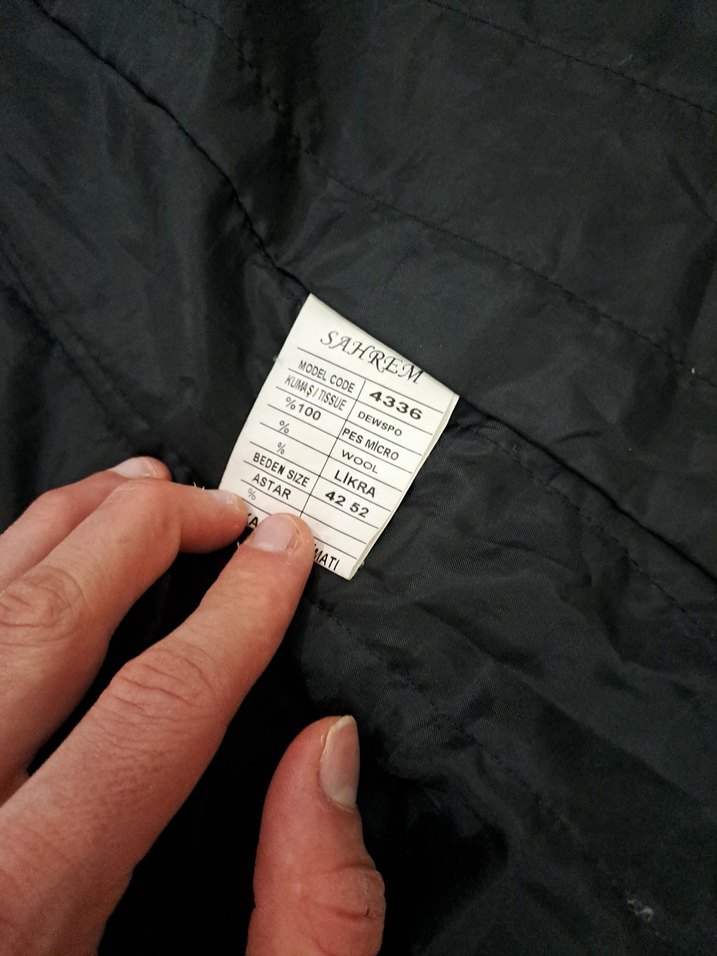 SAHREM
MODEL CODE 4336
KUMAŞ / TISSUE DEWSPO
%100 PES MİCRO
% WOOL
% LİKRA
BEDEN SIZE 42 52
ASTAR
%